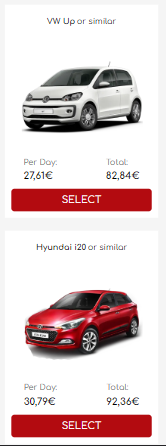 VW Up or similar
Per Day: Total:
27,61€ 82,84€
SELECT
Hyundai i20 or similar
Per Day: Total:
30,79€ 92,36€
SELECT